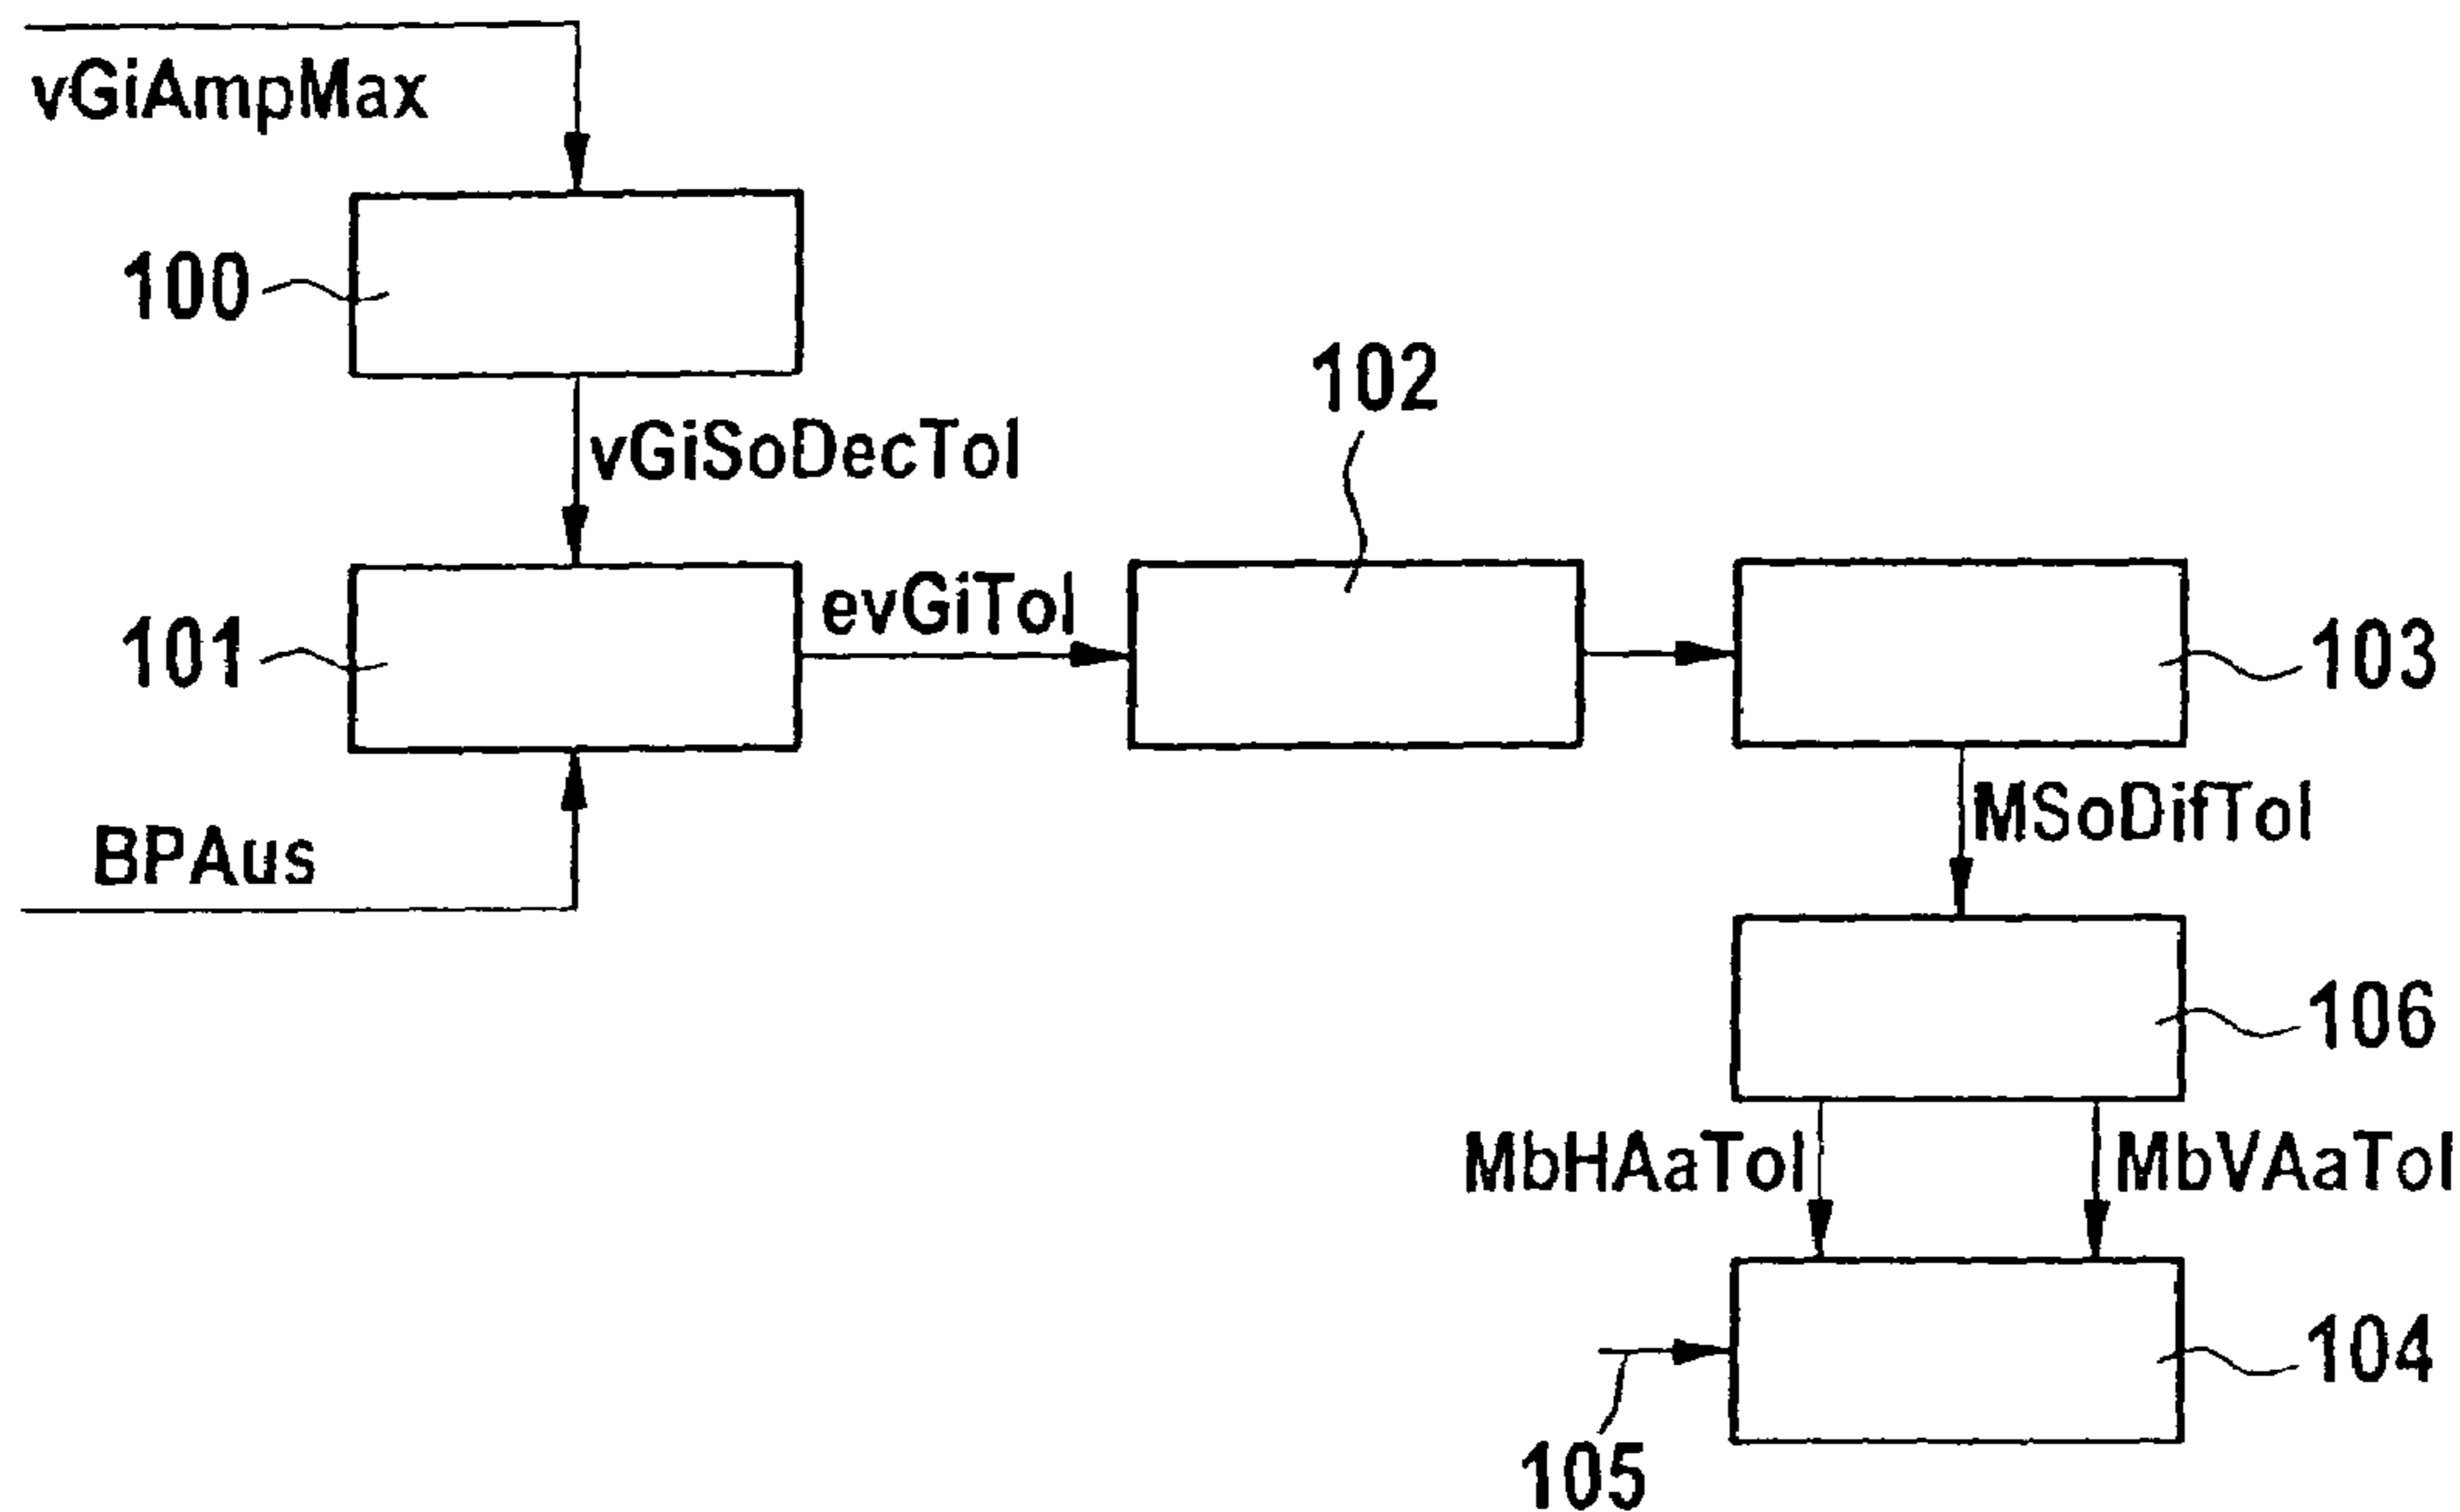 vGiAmpMax
100
vGiSoDecTol
102
evGiTol
101
103
MSoDifTol
BPAus
106
MbHAaTol
MbVAaTol
104
105